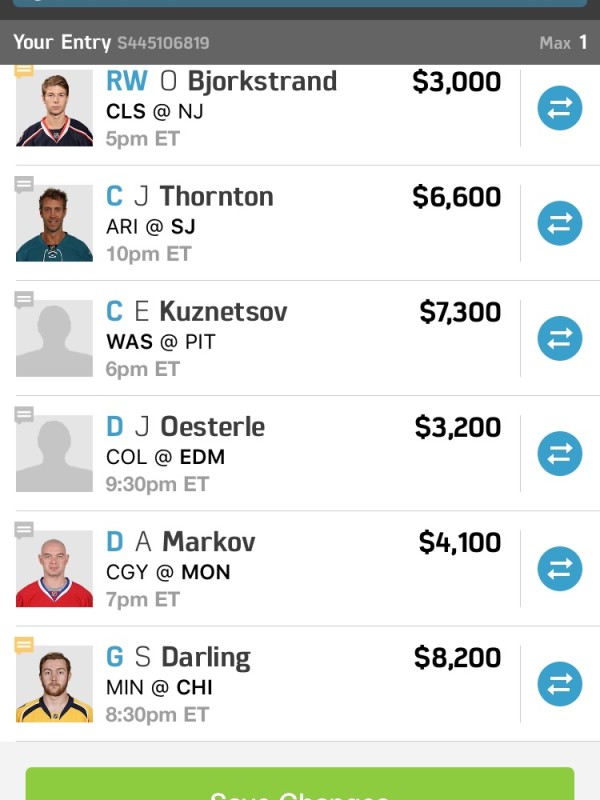 Your Entry S445106819
Max 1
RW O Bjorkstrand $3,000
CLS @ NJ
5pm ET
C J Thornton $6,600
ARI @ SJ
10pm ET
C E Kuznetsov $7,300
WAS @ PIT
6pm ET
D J Oesterle $3,200
COL @ EDM
9:30pm ET
D A Markov $4,100
CGY @ MON
7pm ET
G S Darling $8,200
MIN @ CHI
8:30pm ET
Save Changes